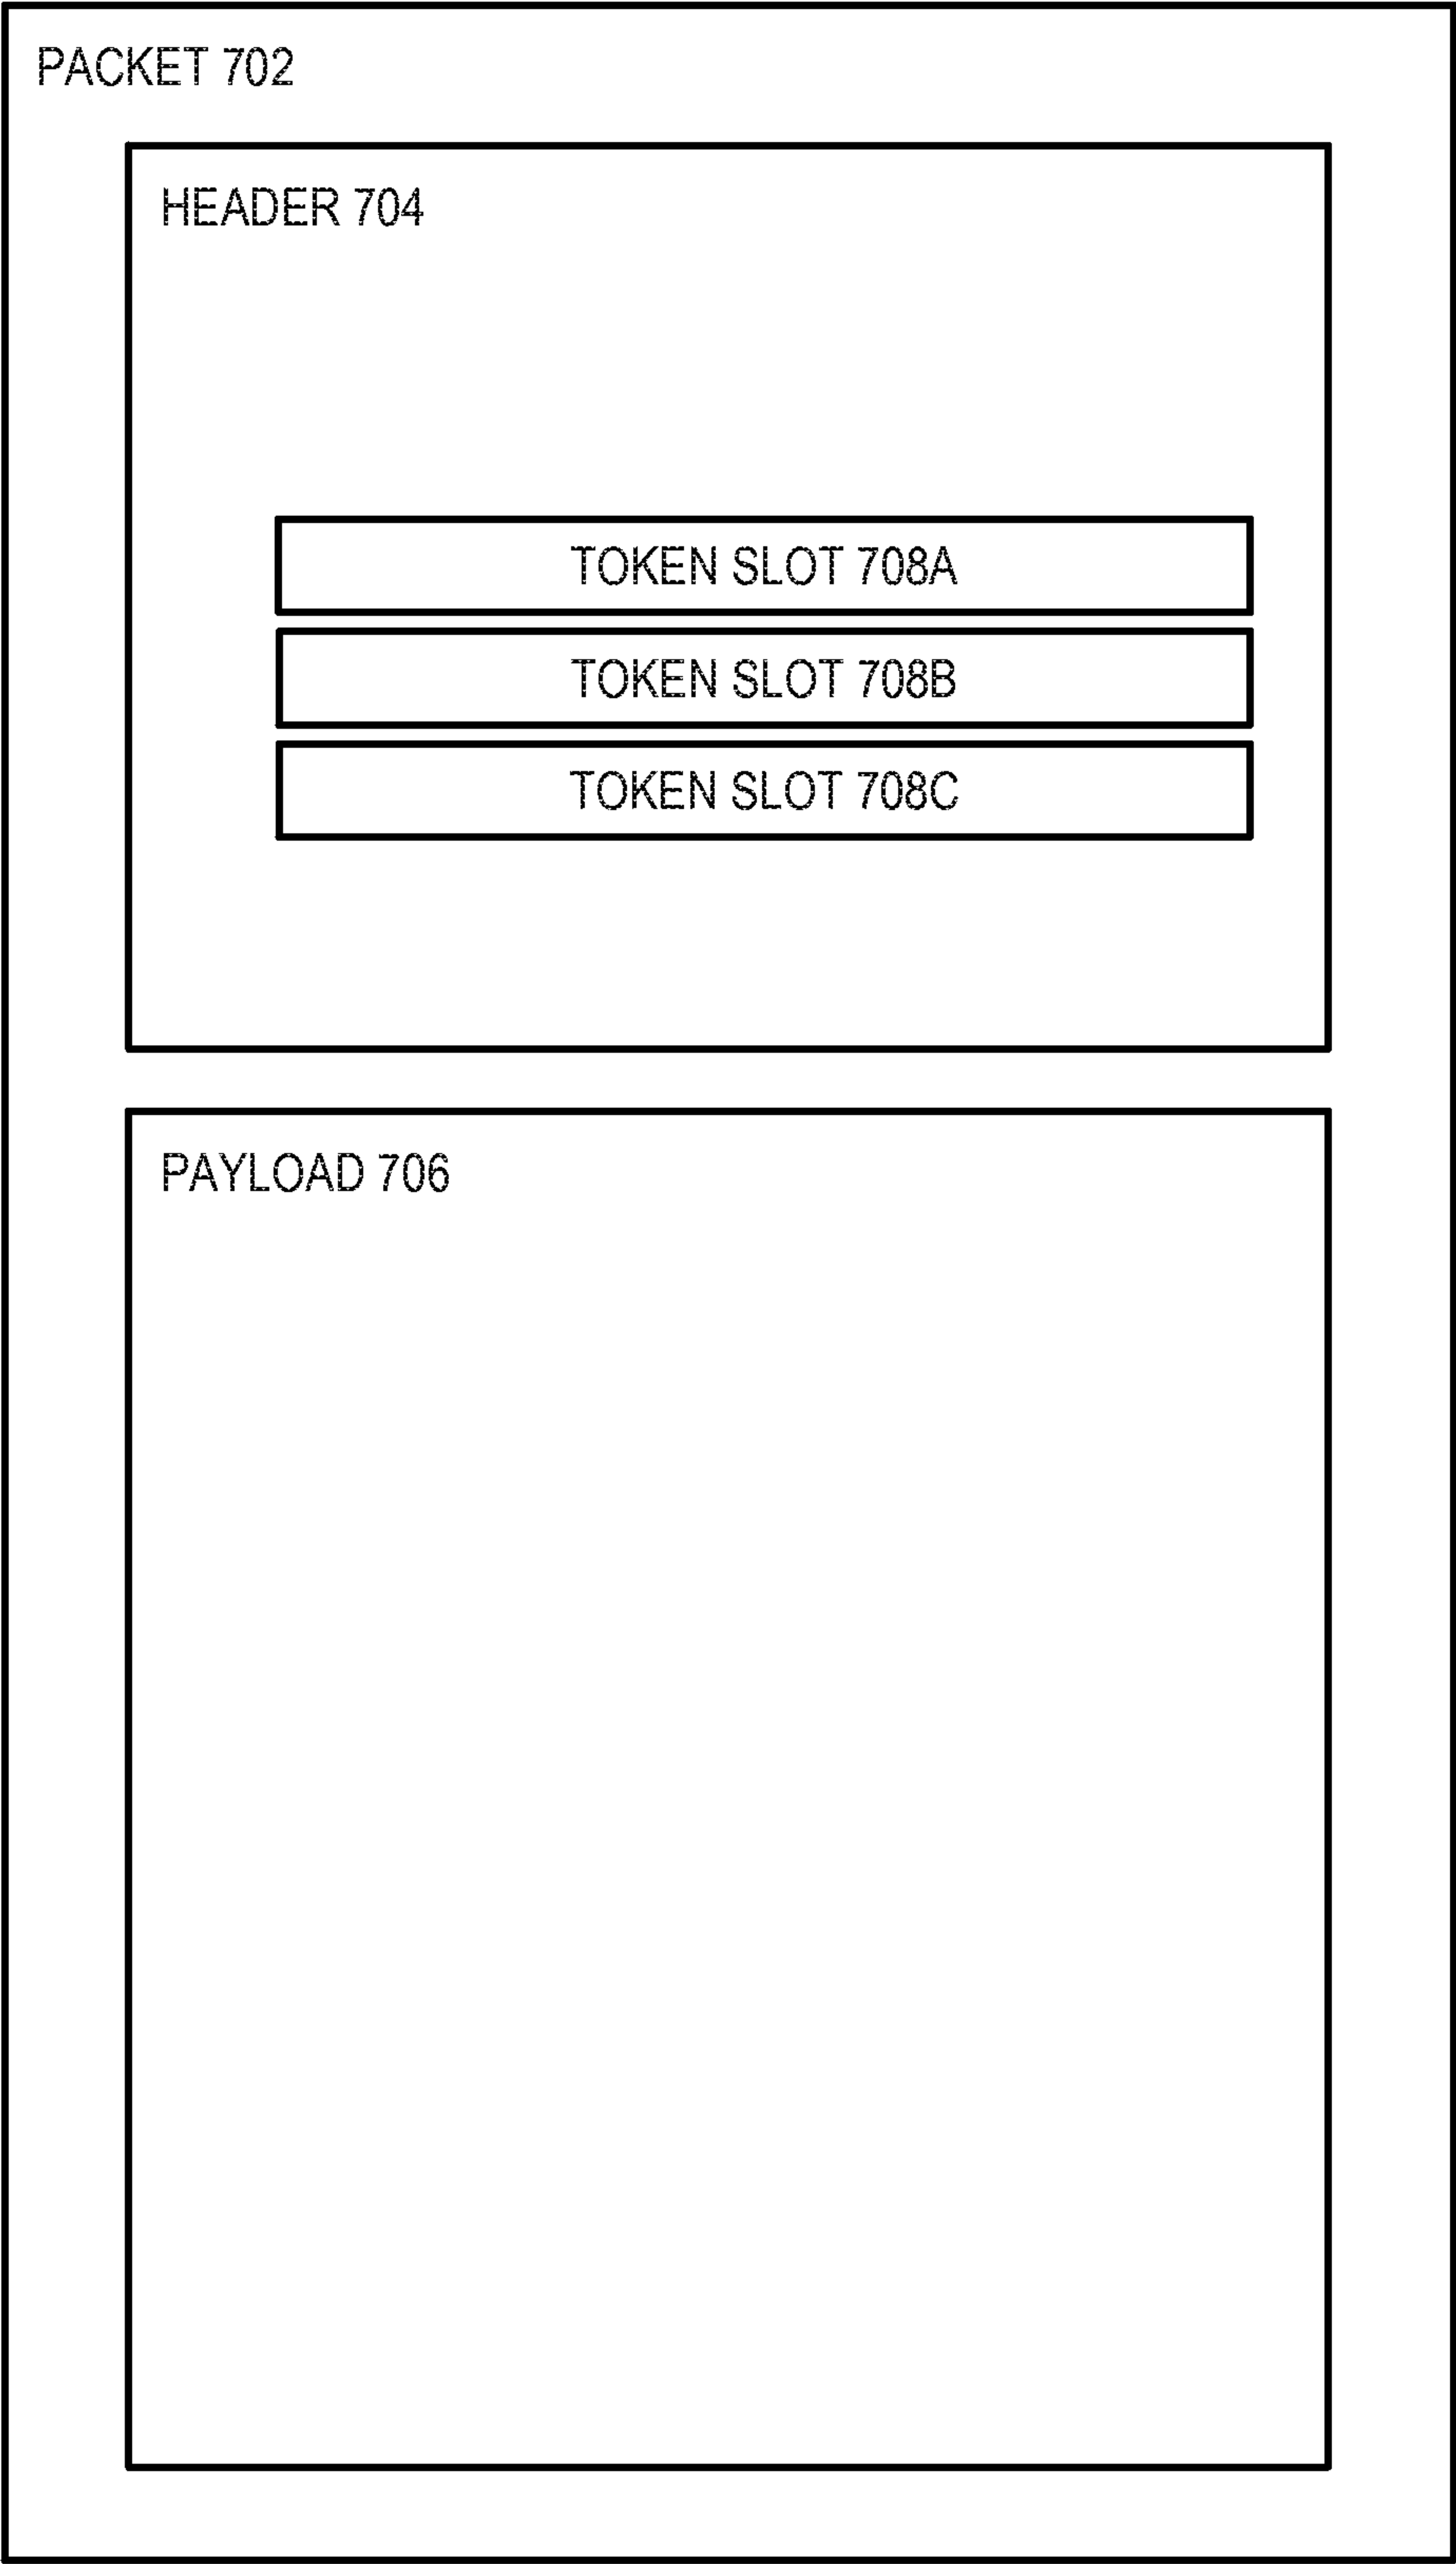 PACKET 702
HEADER 704
TOKEN SLOT 708A
TOKEN SLOT 708B
TOKEN SLOT 708C
PAYLOAD 706